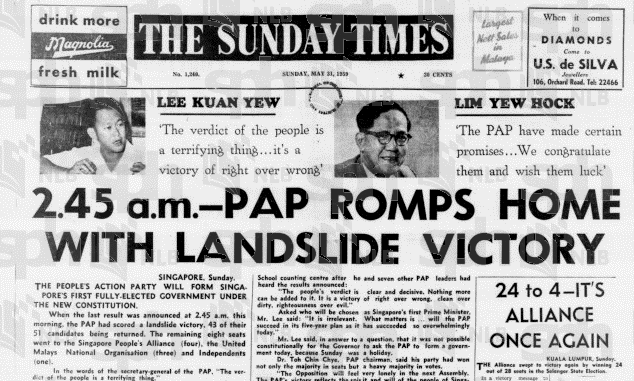 drink more
Magnolia
fresh milk
THE SUNDAY TIMES
No. 1,260.
SUNDAY, MAY 31, 1959
20 CENTS
Largest
Nett Sales
in
Malaya
When it comes
to
DIAMONDS
Come to
U.S. de SILVA
Jewellers
106, Orchard Road. Tel: 22466
LEE KUAN YEW
'The verdict of the people is
a terrifying thing...it's a
victory of right over wrong'
LIM YEW HOCK
'The PAP have made certain
promises...We congratulate
them and wish them luck'
2.45 a.m.—PAP ROMPS HOME
WITH LANDSLIDE VICTORY
SINGAPORE, Sunday.
THE PEOPLE'S ACTION PARTY WILL FORM SINGA-
PORE'S FIRST FULLY-ELECTED GOVERNMENT UNDER
THE NEW CONSTITUTION.
When the last result was announced at 2.45 a.m. this
morning, the PAP had scored a landslide victory, 43 of their
51 candidates being returned. The remaining eight seats
went to the Singapore People's Alliance (four), the United
Malays National Organisation (three) and Independents
(one).
In the words of the secretary-general of the PAP, "The ver-
dict of the people is a terrifying thing."
School counting centre after he and seven other PAP leaders had
heard the results announced:
"The people's verdict is clear and decisive. Nothing more
can be added to it. It is a victory of right over wrong, clean over
dirty, righteousness over evil."
Asked who will be chosen as Singapore's first Prime Minister,
Mr. Lee said: "It is irrelevant. What matters is ... will the PAP
succeed in its five-year plan as it has succeeded so overwhelmingly
today."
Mr. Lee said, in answer to a question, that it was not possible
constitutionally for the Governor to ask the PAP to form a govern-
ment today, because Sunday was a holiday.
Dr. Toh Chin Chye, PAP chairman, said his party had won
not only the majority in seats but a heavy majority in votes.
"The Opposition will feel very lonely in the next Assembly.
The PAP's victory reflects the spirit and will of the people of Singa-
24 to 4—IT'S
ALLIANCE
ONCE AGAIN
KUALA LUMPUR, Sunday.
THE Alliance swept to victory again by winning 24
out of 28 seats in the Selangor State Election.
In a victory message
sph
NLB